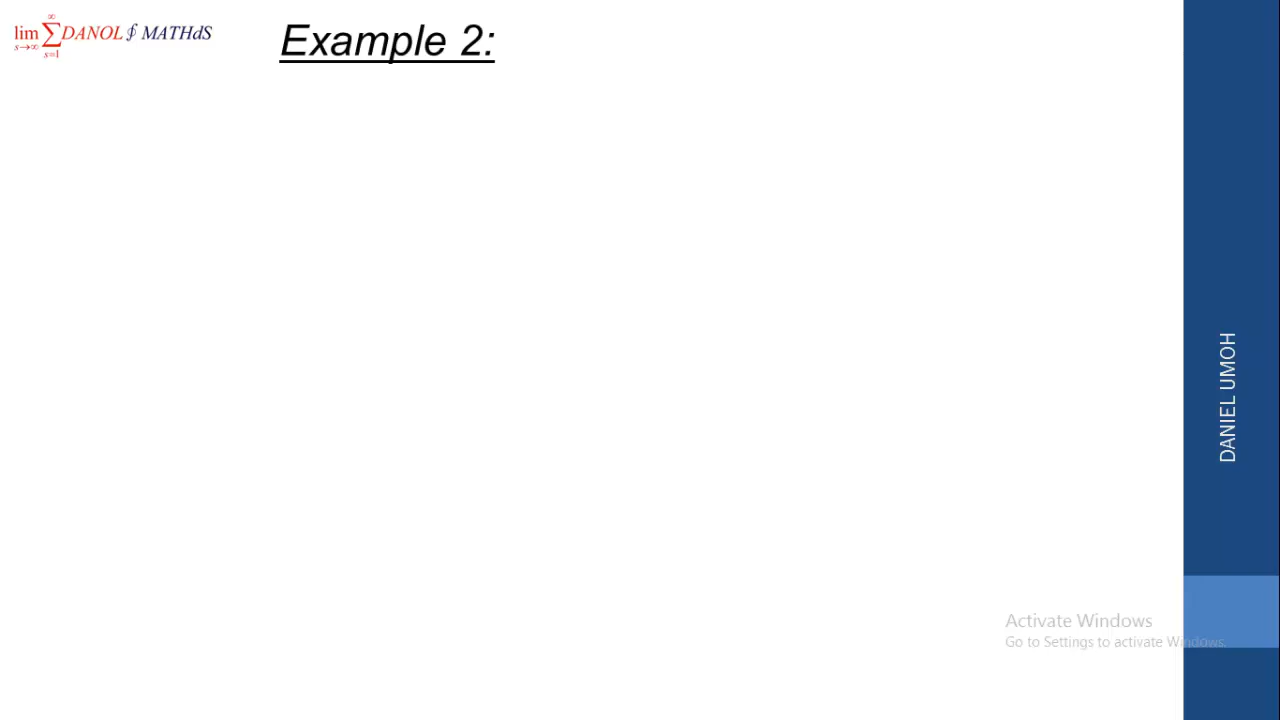 lim s→∞ ∞ ∑ s=1 DANOL ∮ MATHdS
Example 2:
DANIEL UMOH
Activate Windows
Go to Settings to activate Windows.